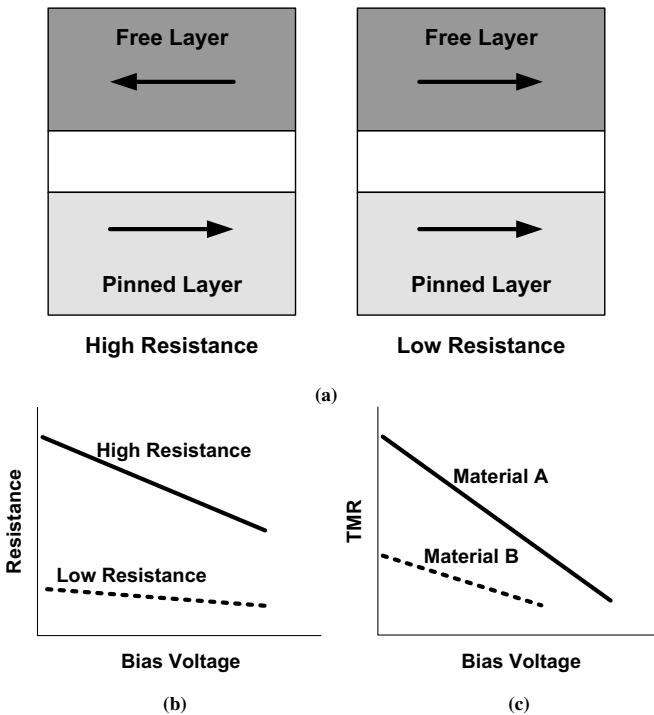 Free Layer
Free Layer
Pinned Layer
Pinned Layer
High Resistance
Low Resistance
(a)
Resistance
High Resistance
Low Resistance
Bias Voltage
(b)
TMR
Material A
Material B
Bias Voltage
(c)